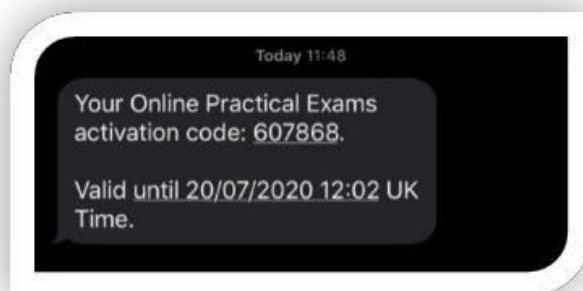 Today 11:48
Your Online Practical Exams
activation code: 607868.
Valid until 20/07/2020 12:02 UK
Time.